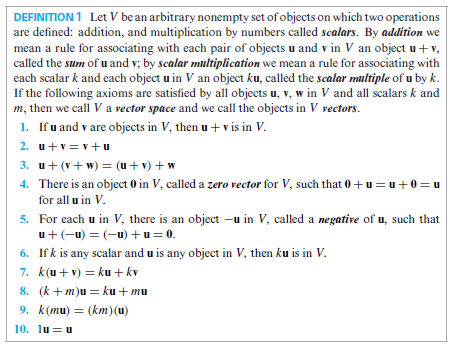 DEFINITION 1 Let V be an arbitrary nonempty set of objects on which two operations
are defined: addition, and multiplication by numbers called scalars. By addition we
mean a rule for associating with each pair of objects u and v in V an object u + v,
called the sum of u and v; by scalar multiplication we mean a rule for associating with
each scalar k and each object u in V an object ku, called the scalar multiple of u by k.
If the following axioms are satisfied by all objects u, v, w in V and all scalars k and
m, then we call V a vector space and we call the objects in V vectors.
1. If u and v are objects in V, then u + v is in V.
2. u + v = v + u
3. u + (v + w) = (u + v) + w
4. There is an object 0 in V, called a zero vector for V, such that 0 + u = u + 0 = u
for all u in V.
5. For each u in V, there is an object −u in V, called a negative of u, such that
u + (−u) = (−u) + u = 0.
6. If k is any scalar and u is any object in V, then ku is in V.
7. k(u + v) = ku + kv
8. (k + m)u = ku + mu
9. k(mu) = (km)(u)
10. 1u = u